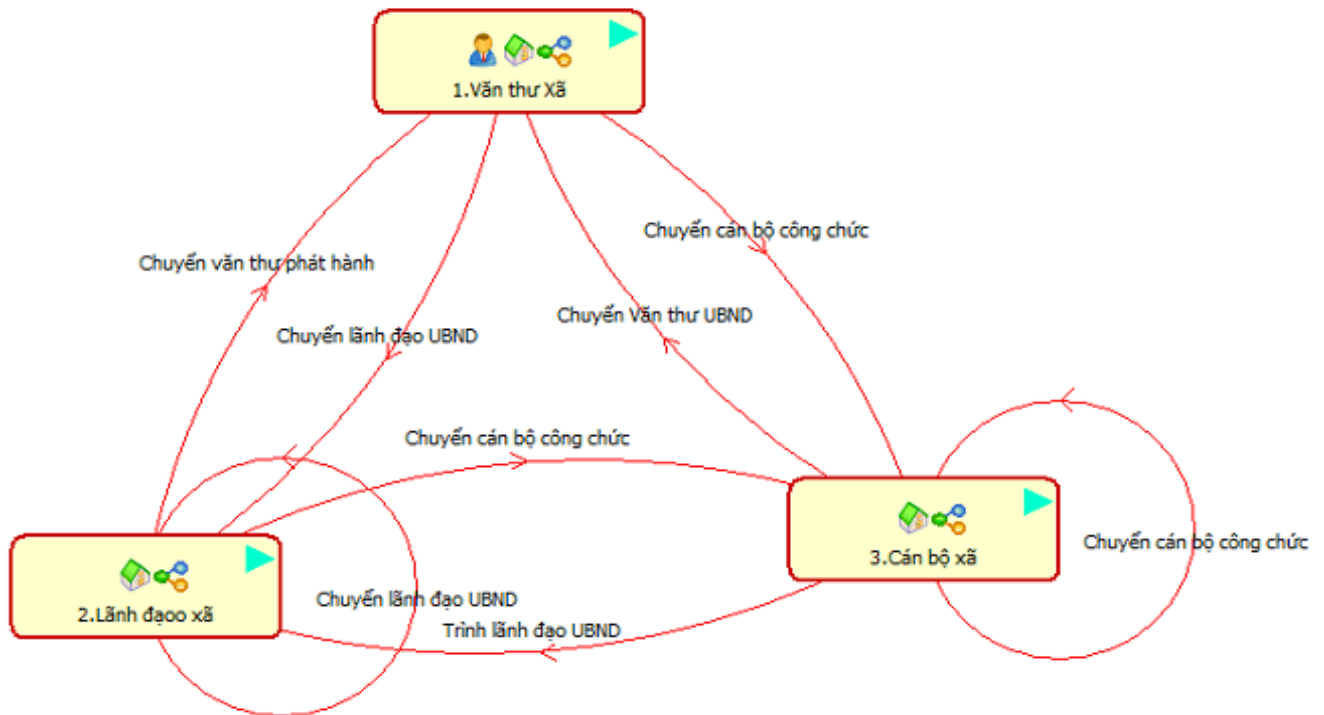 1.Văn thư Xã
Chuyển cán bộ công chức
Chuyển văn thư phát hành
Chuyển Văn thư UBND
Chuyển lãnh đạo UBND
Chuyển cán bộ công chức
Chuyển cán bộ công chức
3.Cán bộ xã
Chuyển lãnh đạo UBND
2.Lãnh đạoo xã
Trình lãnh đạo UBND